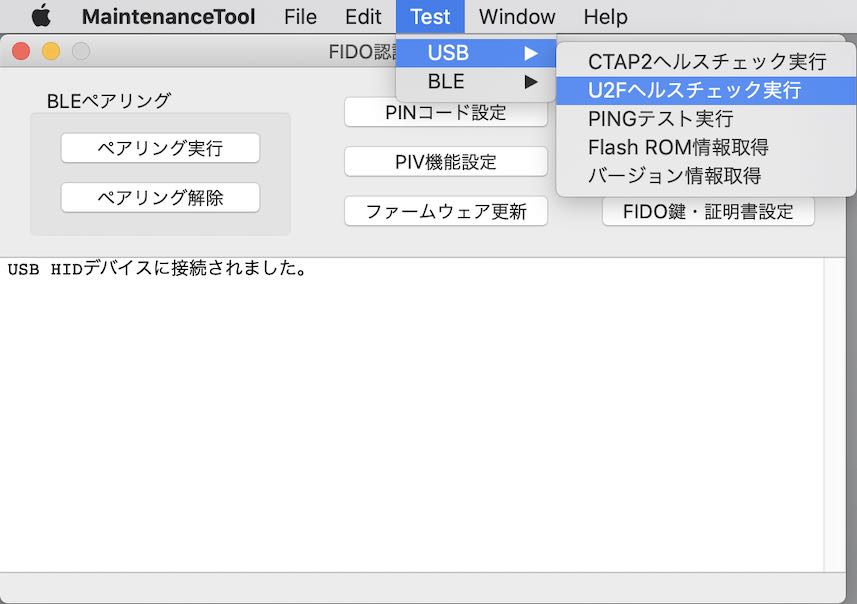 MaintenanceTool File Edit Test Window Help
FIDO認
USB
BLE
CTAP2ヘルスチェック実行
U2Fヘルスチェック実行
PINGテスト実行
Flash ROM情報取得
バージョン情報取得
BLEペアリング
ペアリング実行
ペアリング解除
PINコード設定
PIV機能設定
ファームウェア更新
FIDO鍵・証明書設定
USB HIDデバイスに接続されました。